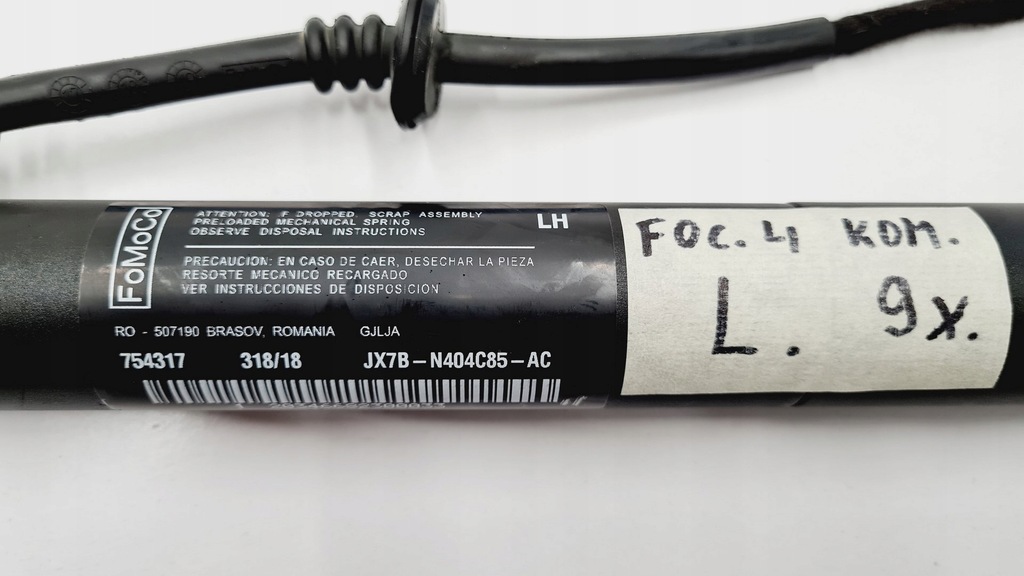 FoMoCo
ATTENTION: IF DROPPED, SCRAP ASSEMBLY
PRELOADED MECHANICAL SPRING
OBSERVE DISPOSAL INSTRUCTIONS
LH
PRECAUCION: EN CASO DE CAER, DESECHAR LA PIEZA
RESORTE MECANICO RECARGADO
VER INSTRUCCIONES DE DISPOSICION
RO - 507190 BRASOV, ROMANIA GJLJA
754317 318/18 JX7B-N404C85-AC
FOC. 4 KOM.
L. 9x.